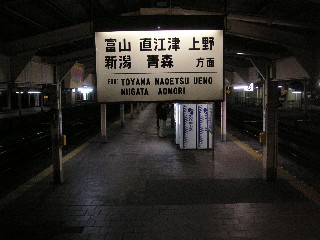 富山 直江津 上野
新潟 青森 方面
FOR: TOYAMA NAOETSU UENO
NIIGATA AOMORI